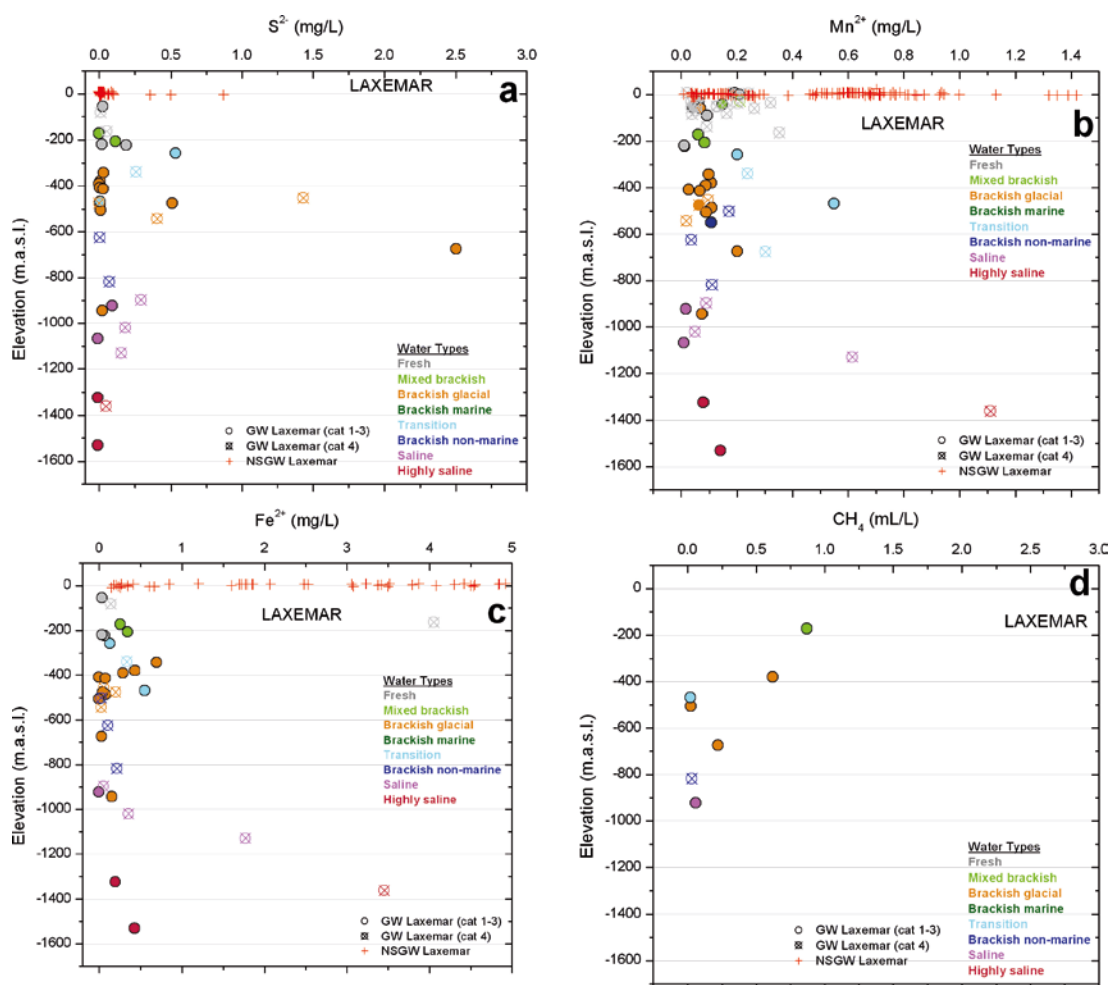 S²⁻ (mg/L)
0.0 0.5 1.0 1.5 2.0 2.5 3.0
LAXEMAR
a
0
-200
-400
-600
-800
-1000
-1200
-1400
-1600
Elevation (m.a.s.l.)
Water Types
Fresh
Mixed brackish
Brackish glacial
Brackish marine
Transition
Brackish non-marine
Saline
Highly saline
GW Laxemar (cat 1-3)
GW Laxemar (cat 4)
NSGW Laxemar
Mn²⁺ (mg/L)
0.0 0.2 0.4 0.6 0.8 1.0 1.2 1.4
b
LAXEMAR
0
-200
-400
-600
-800
-1000
-1200
-1400
-1600
Elevation (m.a.s.l.)
Water Types
Fresh
Mixed brackish
Brackish glacial
Brackish marine
Transition
Brackish non-marine
Saline
Highly saline
GW Laxemar (cat 1-3)
GW Laxemar (cat 4)
NSGW Laxemar
Fe²⁺ (mg/L)
0 1 2 3 4 5
c
LAXEMAR
0
-200
-400
-600
-800
-1000
-1200
-1400
-1600
Elevation (m.a.s.l.)
Water Types
Fresh
Mixed brackish
Brackish glacial
Brackish marine
Transition
Brackish non-marine
Saline
Highly saline
GW Laxemar (cat 1-3)
GW Laxemar (cat 4)
NSGW Laxemar
CH₄ (mL/L)
0.0 0.5 1.0 1.5 2.0 2.5 3.0
d
LAXEMAR
0
-200
-400
-600
-800
-1000
-1200
-1400
-1600
Elevation (m.a.s.l.)
Water Types
Fresh
Mixed brackish
Brackish glacial
Brackish marine
Transition
Brackish non-marine
Saline
Highly saline
GW Laxemar (cat 1-3)
GW Laxemar (cat 4)
NSGW Laxemar